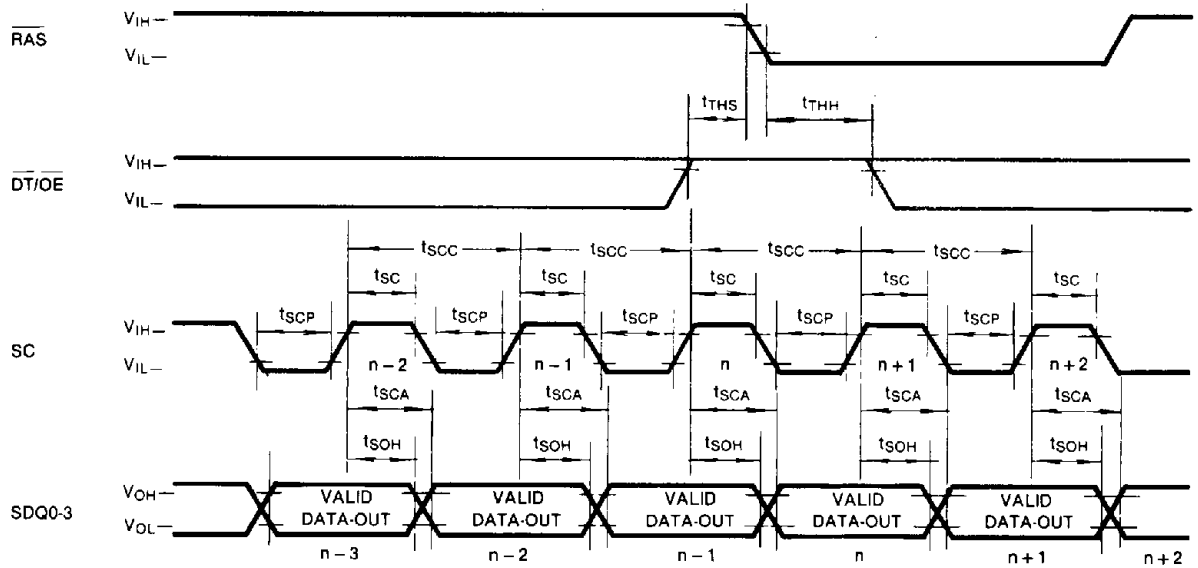 RAS
VIH
VIL
tTHS
tTHH
DT/OE
VIH
VIL
tSCC tSCC tSCC tSCC
tSC tSC tSC tSC tSC
tSCP tSCP tSCP tSCP tSCP
SC
VIH
VIL
n-2 n-1 n n+1 n+2
tSCA tSCA tSCA tSCA tSCA
tSOH tSOH tSOH tSOH tSOH
SDQ0-3
VOH
VOL
VALID VALID VALID VALID VALID
DATA-OUT DATA-OUT DATA-OUT DATA-OUT DATA-OUT
n-3 n-2 n-1 n n+1 n+2